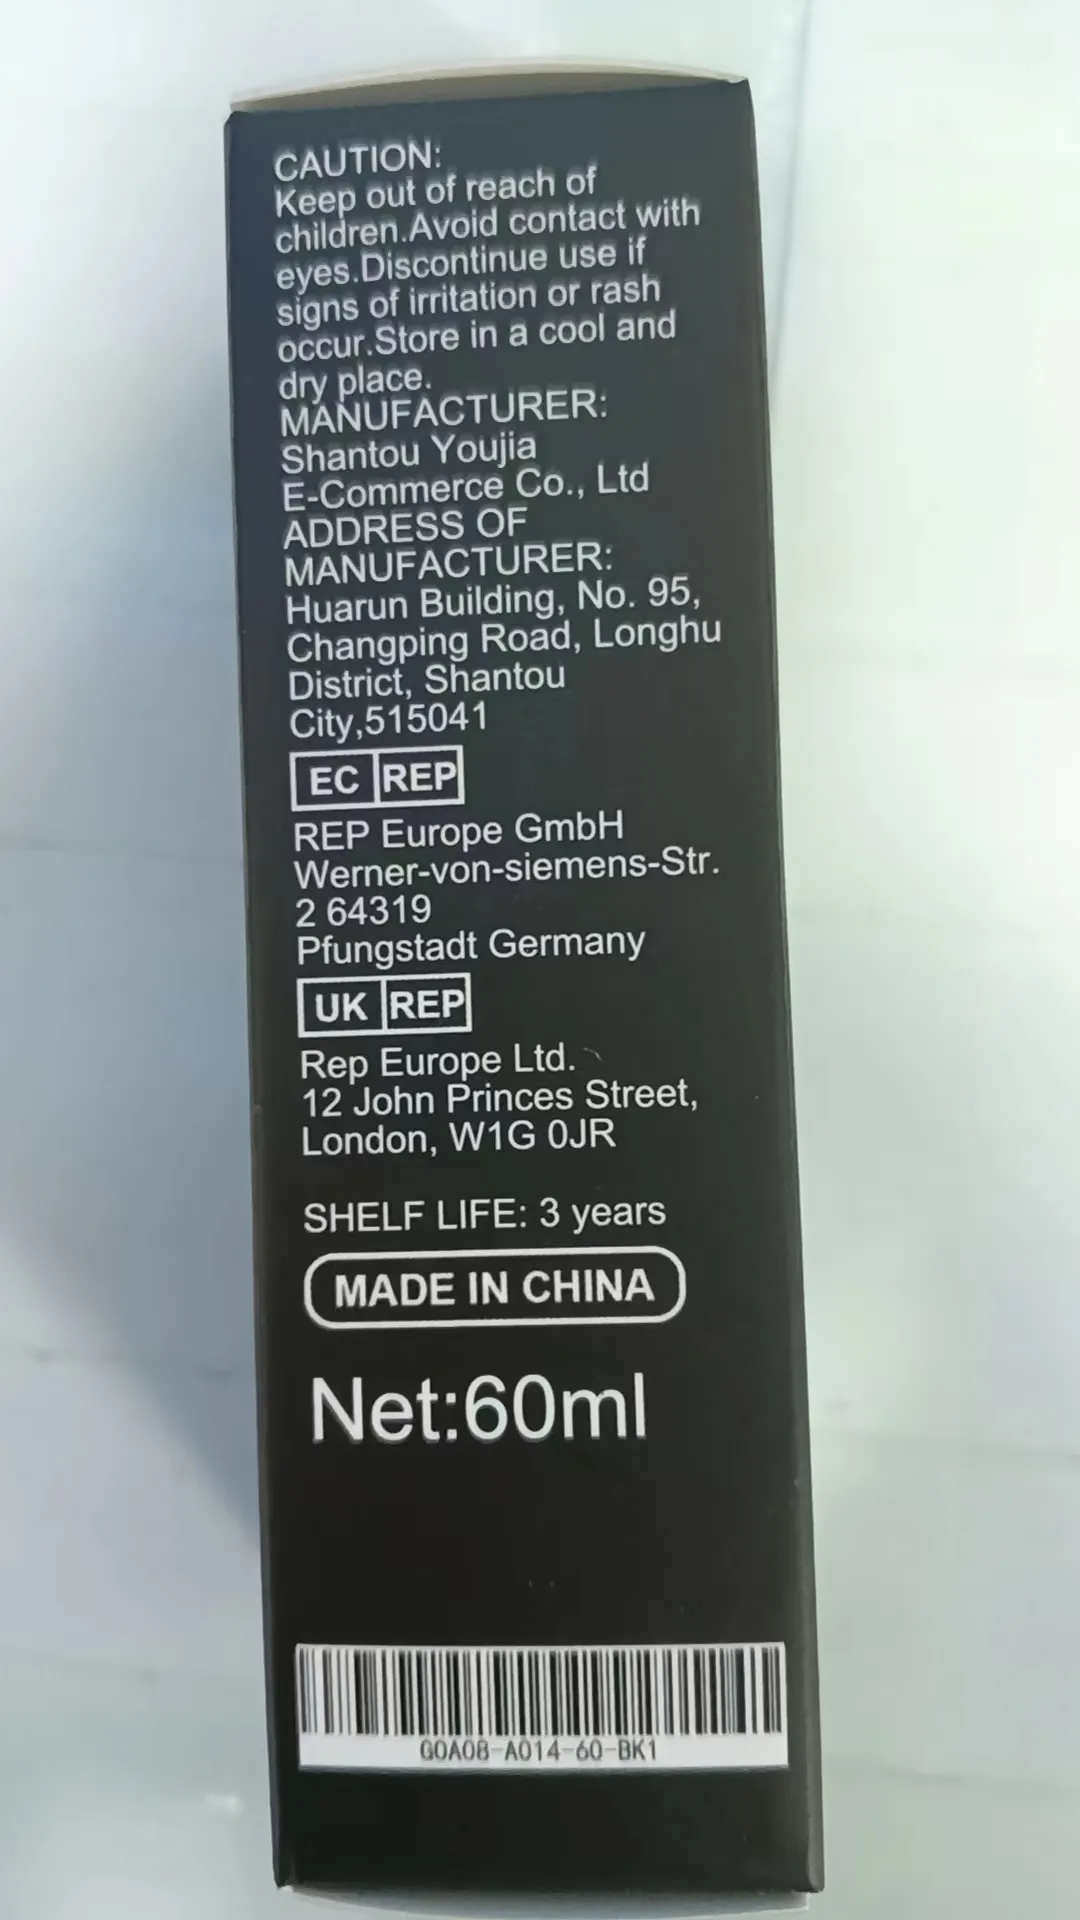 CAUTION:
Keep out of reach of
children.Avoid contact with
eyes.Discontinue use if
signs of irritation or rash
occur.Store in a cool and
dry place.
MANUFACTURER:
Shantou Youjia
E-Commerce Co., Ltd
ADDRESS OF
MANUFACTURER:
Huarun Building, No. 95,
Changping Road, Longhu
District, Shantou
City,515041
EC REP
REP Europe GmbH
Werner-von-siemens-Str.
2 64319
Pfungstadt Germany
UK REP
Rep Europe Ltd.
12 John Princes Street,
London, W1G 0JR
SHELF LIFE: 3 years
MADE IN CHINA
Net:60ml
G0A08-A014-60-BK1